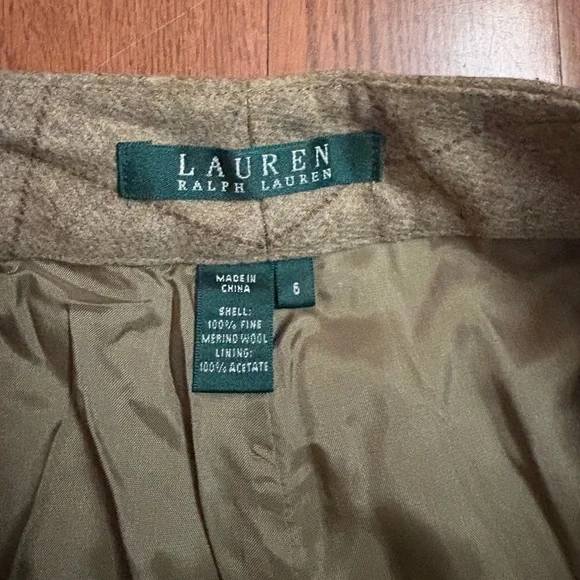 LAUREN
RALPH LAUREN
MADE IN
CHINA
6
SHELL:
100% FINE
MERINO WOOL
LINING:
100% ACETATE